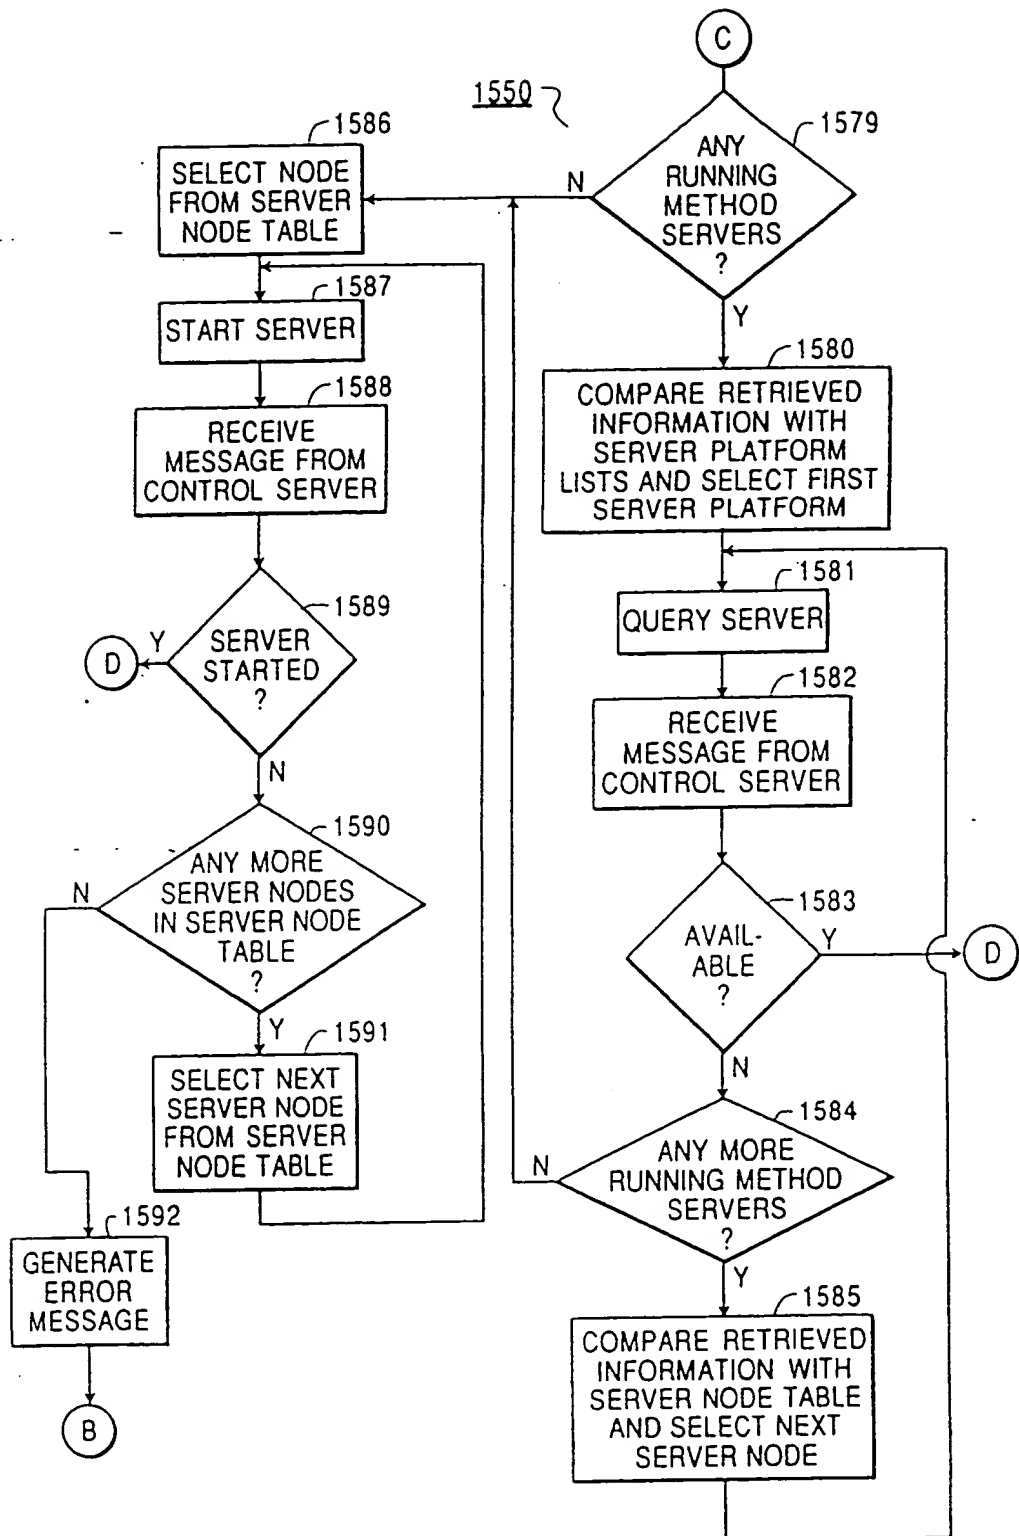 C
1550
1579
ANY
RUNNING
METHOD
SERVERS
?
N
Y
1586
SELECT NODE
FROM SERVER
NODE TABLE
1587
START SERVER
1588
RECEIVE
MESSAGE FROM
CONTROL SERVER
1589
SERVER
STARTED
?
Y
D
N
1590
ANY MORE
SERVER NODES
IN SERVER NODE
TABLE
?
N
Y
1591
SELECT NEXT
SERVER NODE
FROM SERVER
NODE TABLE
1592
GENERATE
ERROR
MESSAGE
B
1580
COMPARE RETRIEVED
INFORMATION WITH
SERVER PLATFORM
LISTS AND SELECT FIRST
SERVER PLATFORM
1581
QUERY SERVER
1582
RECEIVE
MESSAGE FROM
CONTROL SERVER
1583
AVAIL-
ABLE
?
Y
D
N
1584
ANY MORE
RUNNING METHOD
SERVERS
?
N
Y
1585
COMPARE RETRIEVED
INFORMATION WITH
SERVER NODE TABLE
AND SELECT NEXT
SERVER NODE